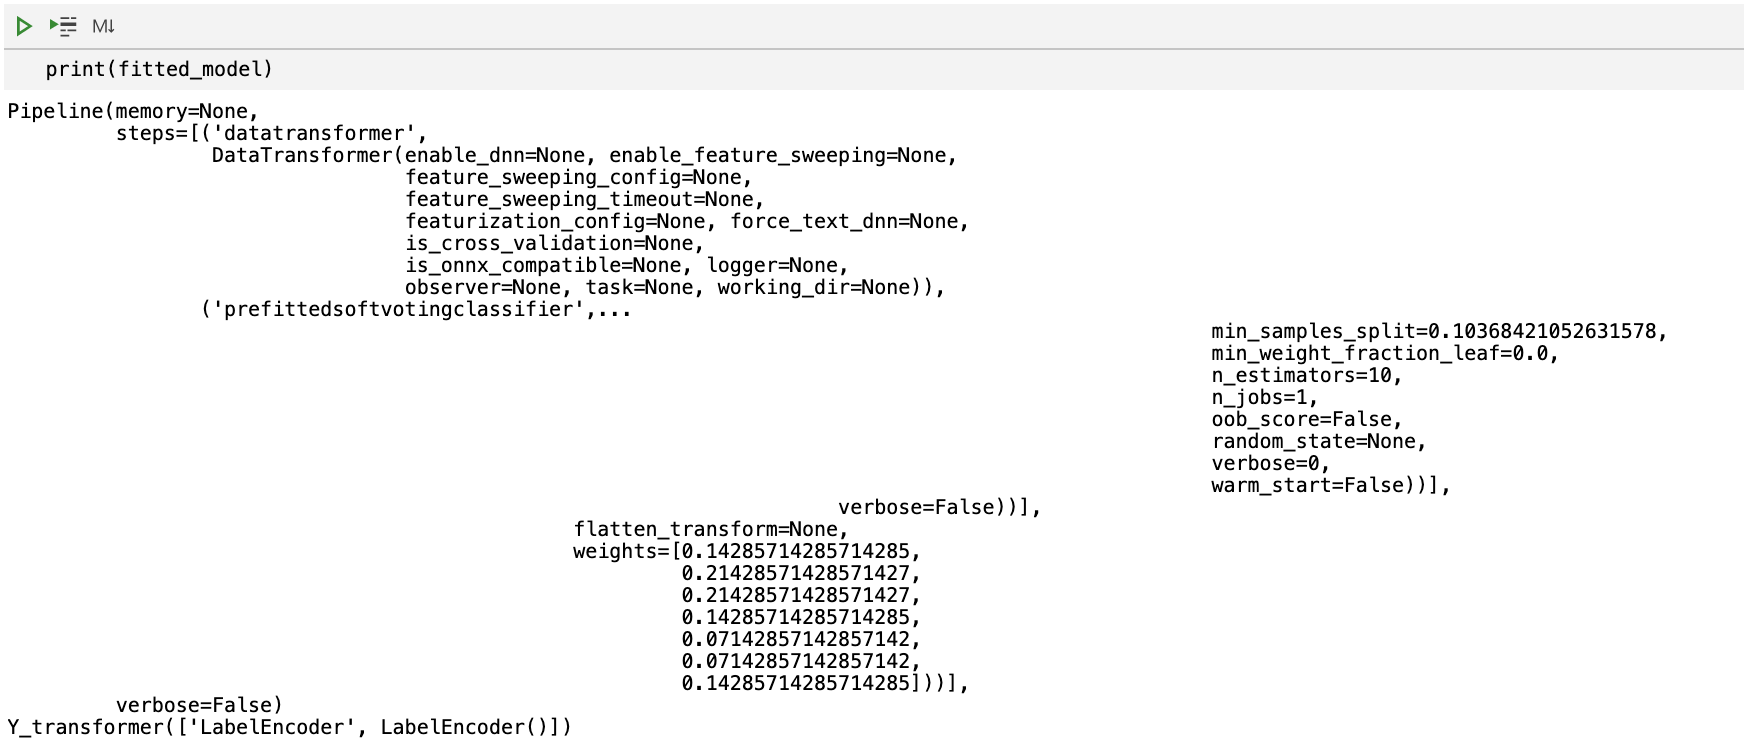 M↓
print(fitted_model)
Pipeline(memory=None,
steps=[('datatransformer',
DataTransformer(enable_dnn=None, enable_feature_sweeping=None,
feature_sweeping_config=None,
feature_sweeping_timeout=None,
featurization_config=None, force_text_dnn=None,
is_cross_validation=None,
is_onnx_compatible=None, logger=None,
observer=None, task=None, working_dir=None)),
('prefittedsoftvotingclassifier',...
min_samples_split=0.10368421052631578,
min_weight_fraction_leaf=0.0,
n_estimators=10,
n_jobs=1,
oob_score=False,
random_state=None,
verbose=0,
warm_start=False))],
verbose=False))],
flatten_transform=None,
weights=[0.14285714285714285,
0.21428571428571427,
0.21428571428571427,
0.14285714285714285,
0.07142857142857142,
0.07142857142857142,
0.14285714285714285]))],
verbose=False)
Y_transformer(['LabelEncoder', LabelEncoder()])